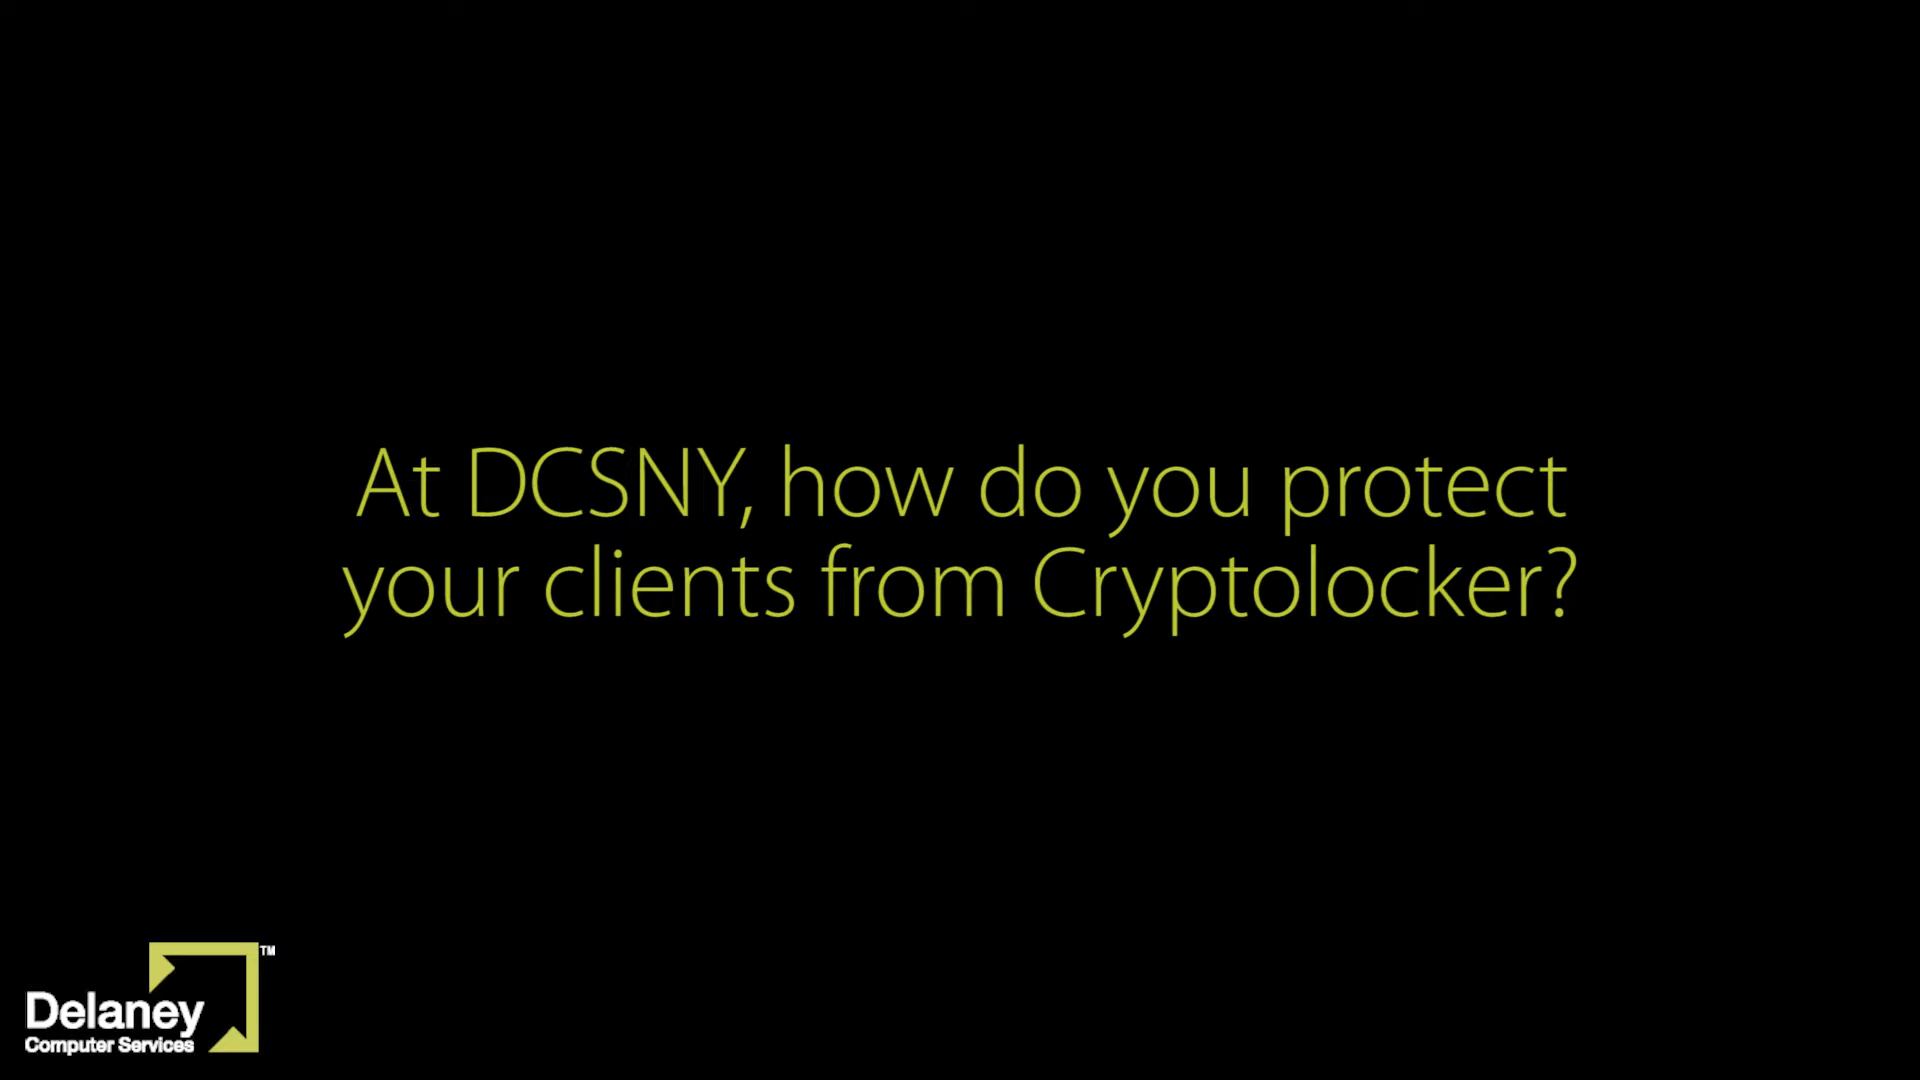 At DCSNY, how do you protect
your clients from Cryptolocker?
Delaney
Computer Services
TM